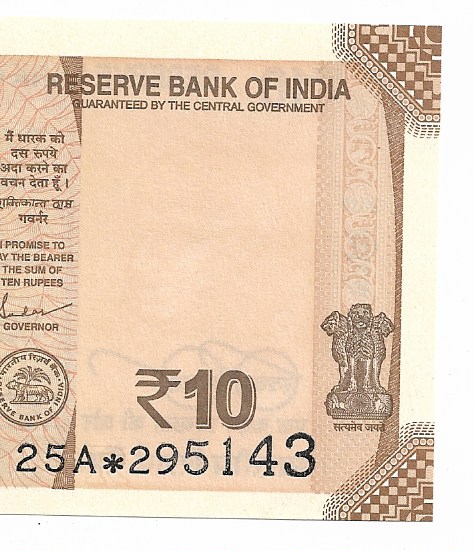 RESERVE BANK OF INDIA
GUARANTEED BY THE CENTRAL GOVERNMENT
मैं धारक को
दस रुपये
अदा करने का
वचन देता हूँ ।
शक्तिकान्त दास
गवर्नर
I PROMISE TO
AY THE BEARER
THE SUM OF
TEN RUPEES
GOVERNOR
भारतीय रिज़र्व बैंक
RESERVE BANK OF INDIA
₹10
सत्यमेव जयते
25A*295143